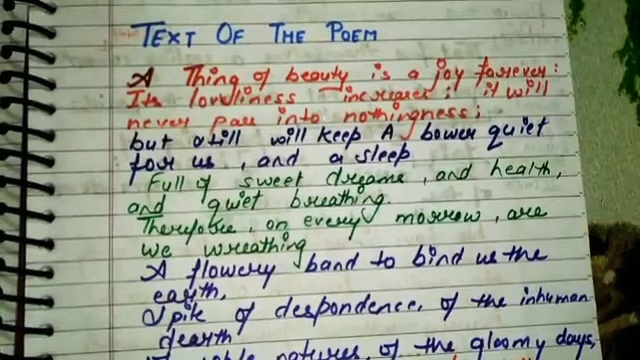 TEXT OF THE POEM
A Thing of beauty is a joy forever:
Its loveliness increases; it will
never pass into nothingness;
but still will keep A bower quiet
for us, and a sleep
Full of sweet dreams, and health,
and quiet breathing.
Therefore, on every morrow, are
we wreathing
A flowery band to bind us the
earth,
Spite of despondence, of the inhuman
dearth
natures, of the gloomy days,